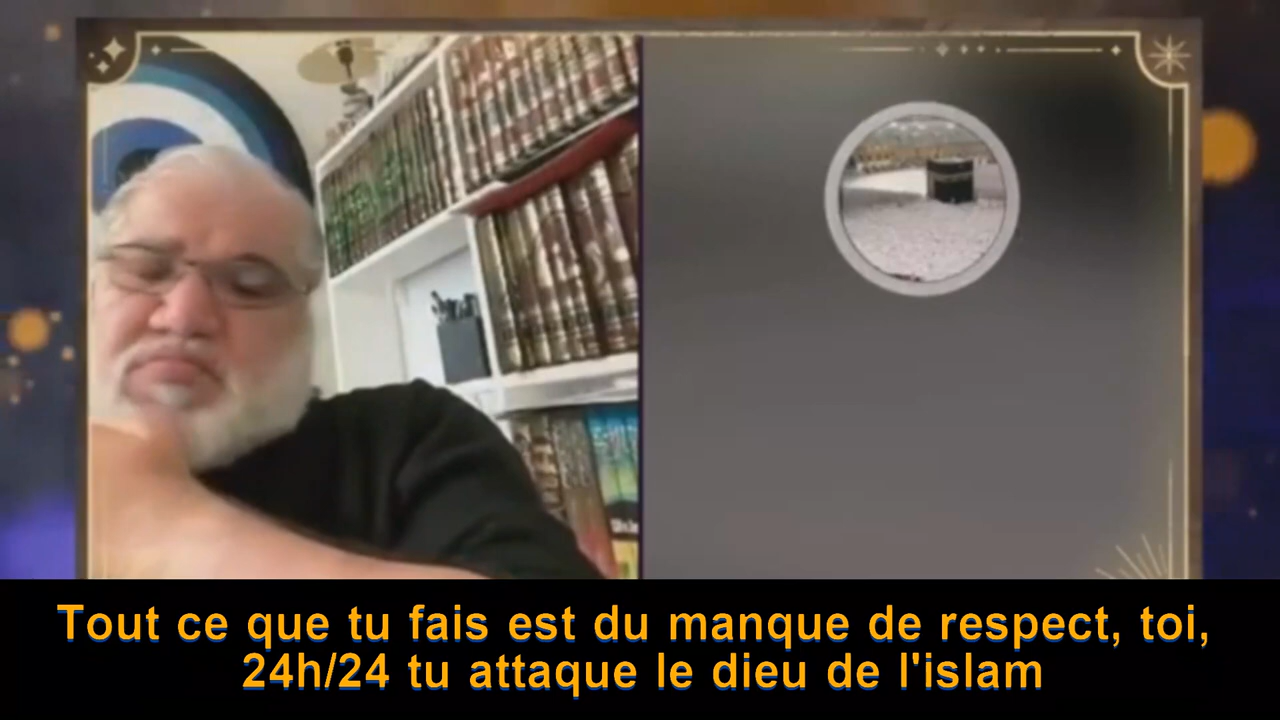 Tout ce que tu fais est du manque de respect, toi,
24h/24 tu attaque le dieu de l'islam